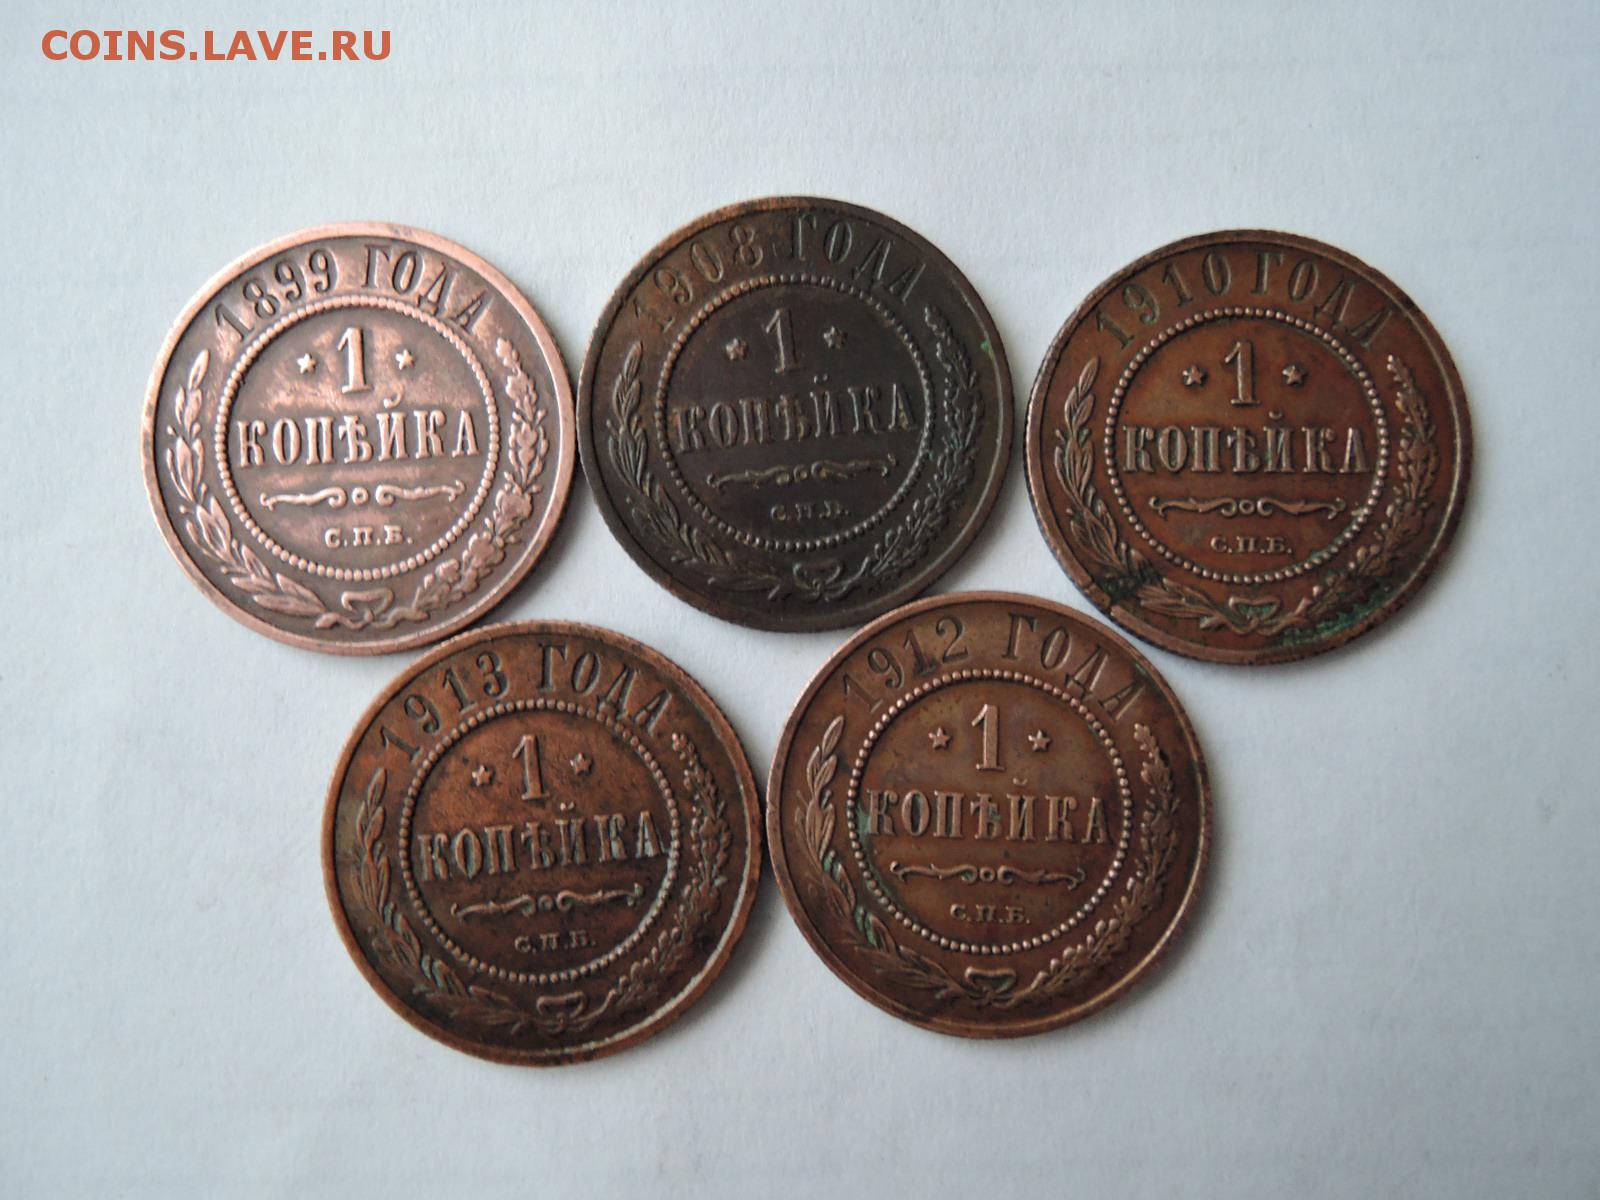 COINS.LAVE.RU
1899 ГОДА
1
КОПѢЙКА
С.П.Б.
1908 ГОДА
1
КОПѢЙКА
С.П.Б.
1910 ГОДА
1
КОПѢЙКА
С.П.Б.
1913 ГОДА
1
КОПѢЙКА
С.П.Б.
1912 ГОДА
1
КОПѢЙКА
С.П.Б.